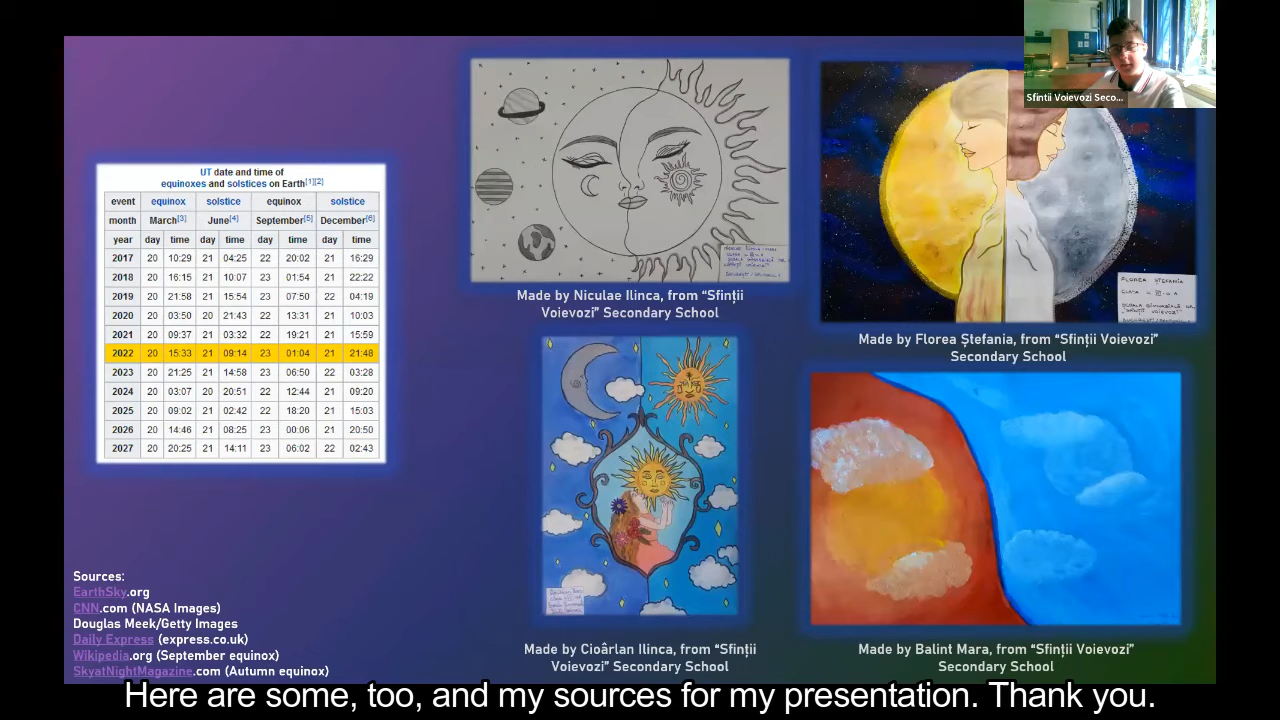 Sfintii Voievozi Seco...
UT date and time of
equinoxes and solstices on Earth[1][2]
event equinox solstice equinox solstice
month March[3] June[4] September[5] December[6]
year day time day time day time day time
2017 20 10:29 21 04:25 22 20:02 21 16:29
2018 20 16:15 21 10:07 23 01:54 21 22:22
2019 20 21:58 21 15:54 23 07:50 22 04:19
2020 20 03:50 20 21:43 22 13:31 21 10:03
2021 20 09:37 21 03:32 22 19:21 21 15:59
2022 20 15:33 21 09:14 23 01:04 21 21:48
2023 20 21:25 21 14:58 23 06:50 22 03:28
2024 20 03:07 20 20:51 22 12:44 21 09:20
2025 20 09:02 21 02:42 22 18:20 21 15:03
2026 20 14:46 21 08:25 23 00:06 21 20:50
2027 20 20:25 21 14:11 23 06:02 22 02:43
Made by Niculae Ilinca, from “Sfinții
Voievozi” Secondary School
FLOREA ȘTEFANIA
Made by Florea Ștefania, from “Sfinții Voievozi”
Secondary School
Made by Cioârlan Ilinca, from “Sfinții
Voievozi” Secondary School
Made by Balint Mara, from “Sfinții Voievozi”
Secondary School
Sources:
EarthSky.org
CNN.com (NASA Images)
Douglas Meek/Getty Images
Daily Express (express.co.uk)
Wikipedia.org (September equinox)
SkyatNightMagazine.com (Autumn equinox)
Here are some, too, and my sources for my presentation. Thank you.